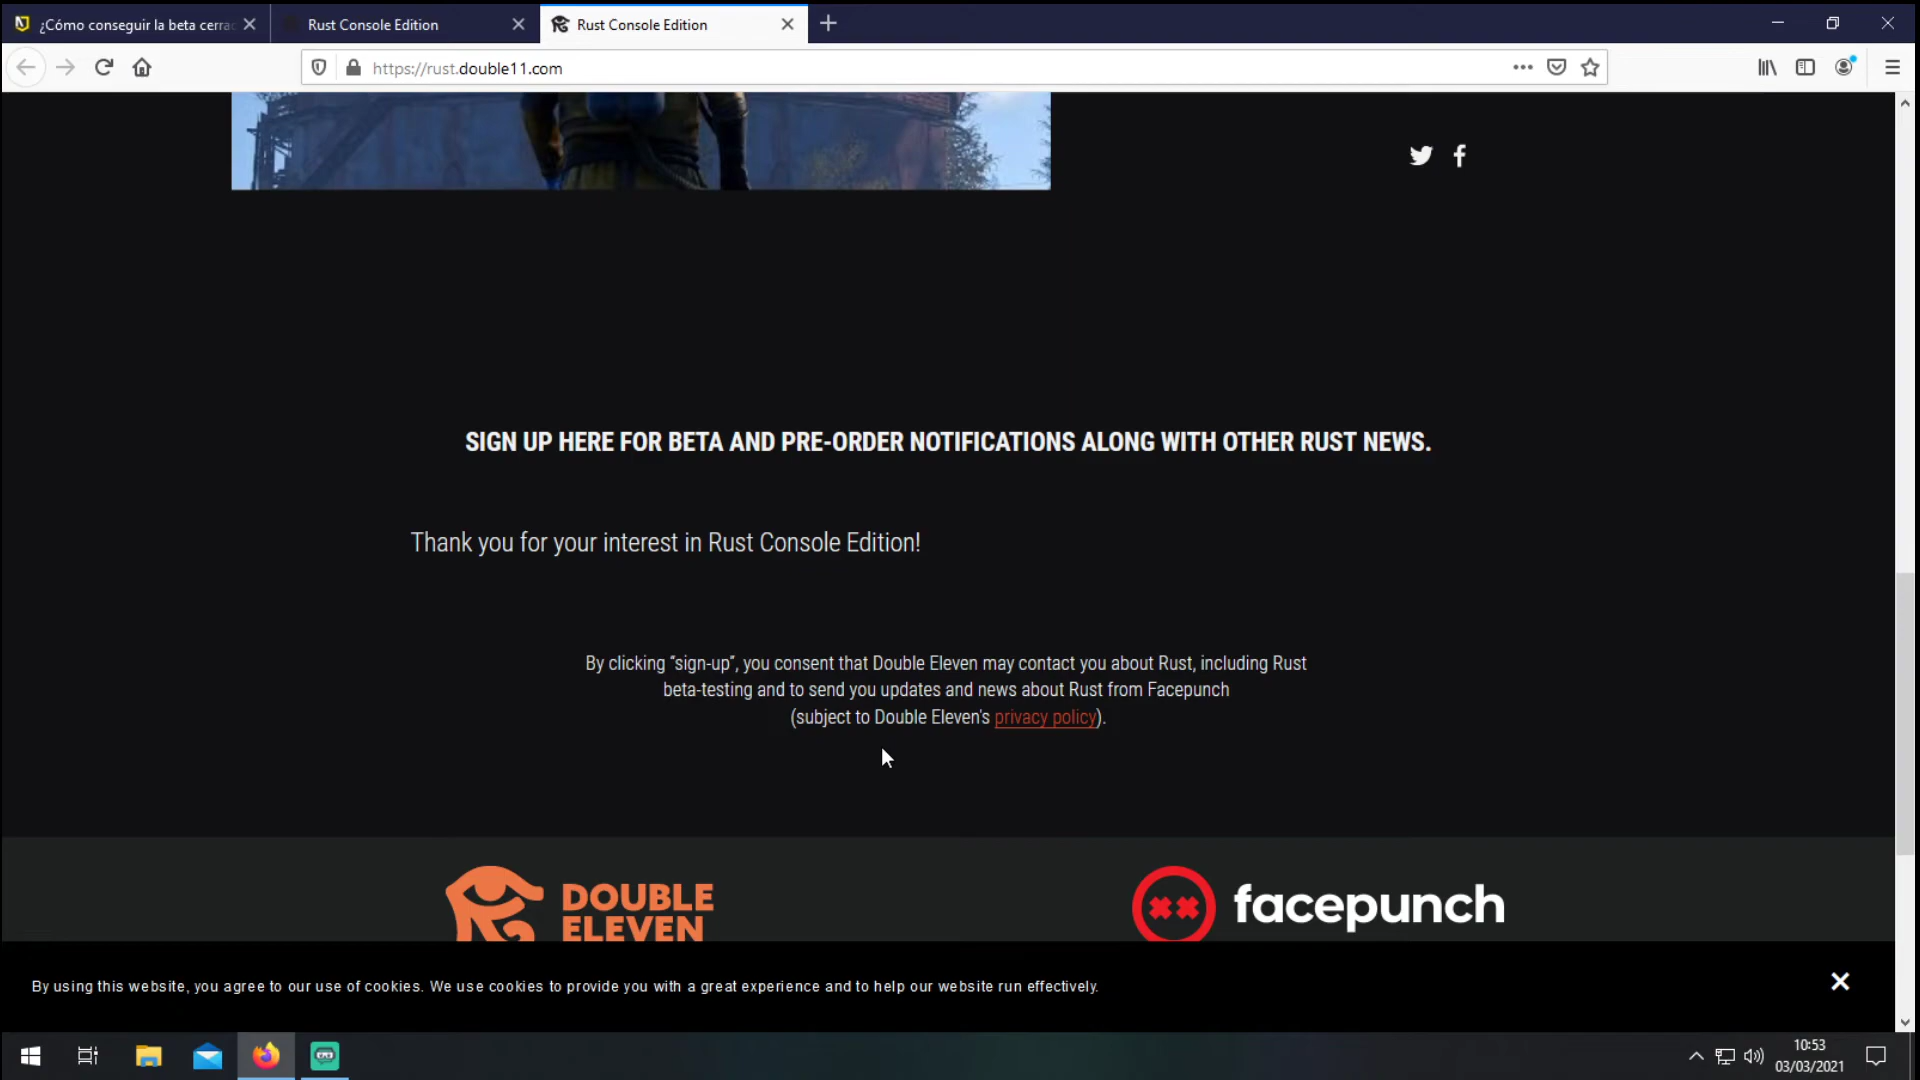 ¿Cómo conseguir la beta cerrad
Rust Console Edition
Rust Console Edition
https://rust.double11.com
SIGN UP HERE FOR BETA AND PRE-ORDER NOTIFICATIONS ALONG WITH OTHER RUST NEWS.
Thank you for your interest in Rust Console Edition!
By clicking “sign-up”, you consent that Double Eleven may contact you about Rust, including Rust
beta-testing and to send you updates and news about Rust from Facepunch
(subject to Double Eleven's privacy policy).
DOUBLE
ELEVEN
facepunch
By using this website, you agree to our use of cookies. We use cookies to provide you with a great experience and to help our website run effectively.
10:53
03/03/2021